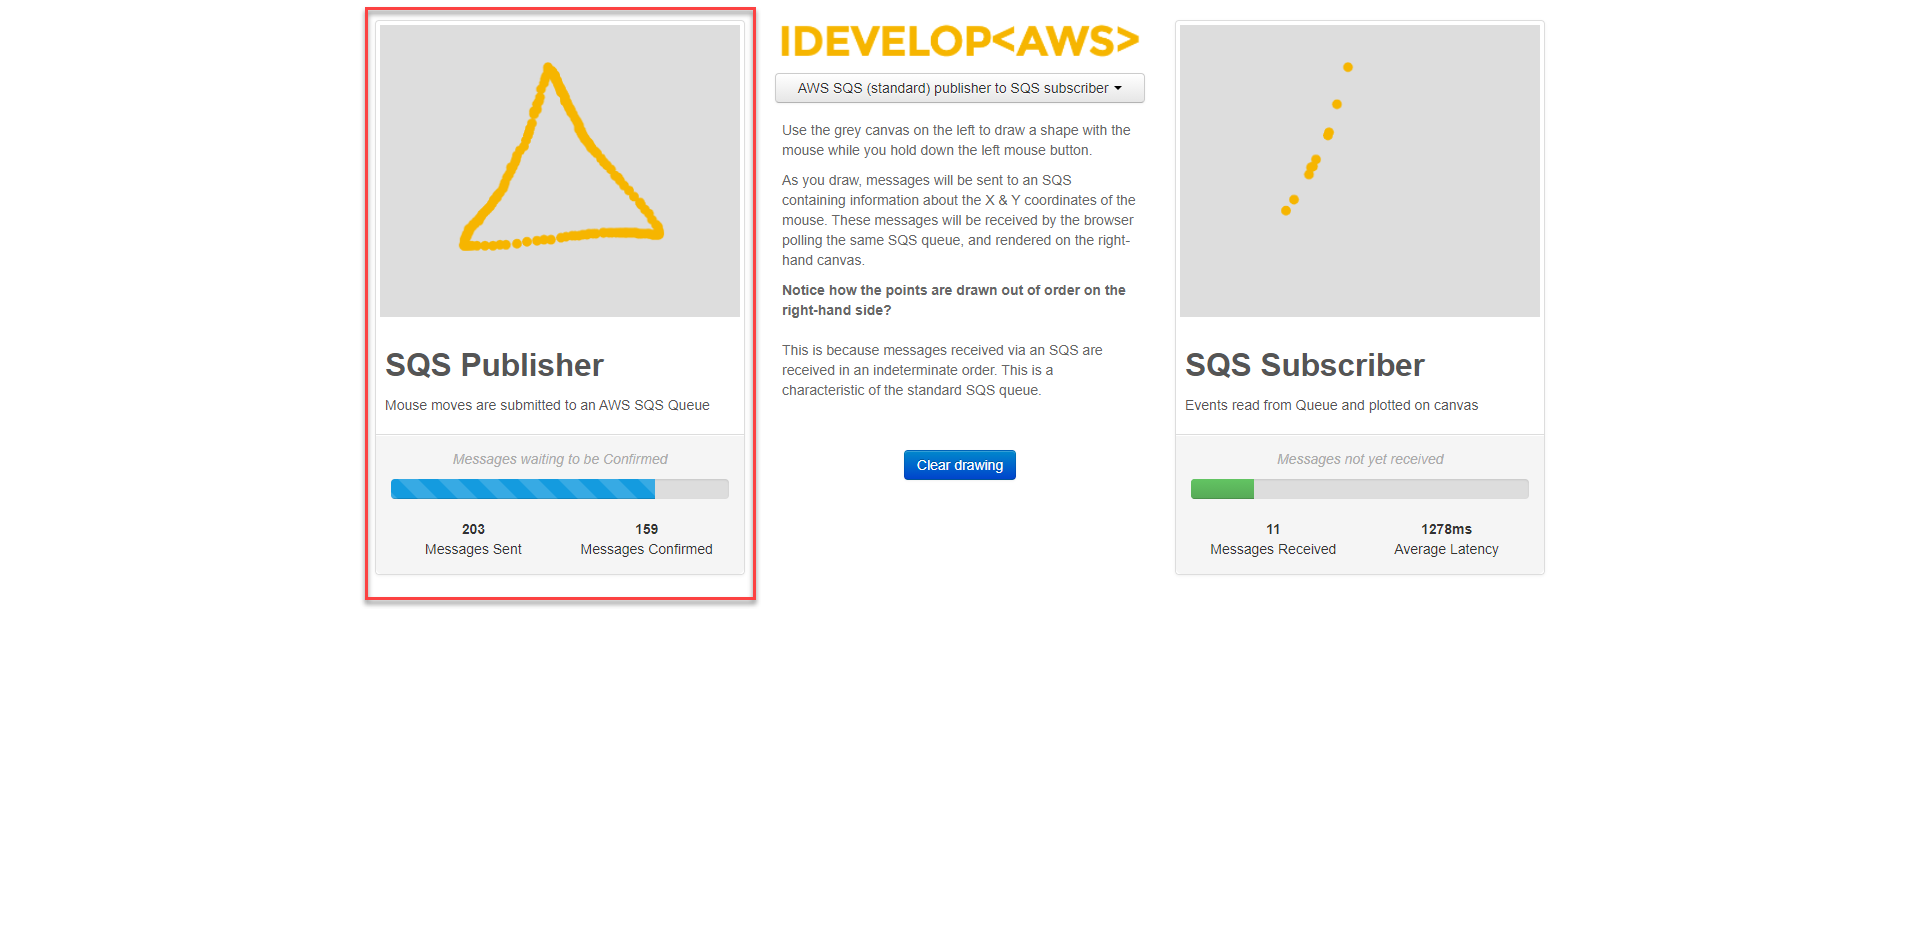 SQS Publisher
Mouse moves are submitted to an AWS SQS Queue
Messages waiting to be Confirmed
203
Messages Sent
159
Messages Confirmed
IDEVELOP<AWS>
AWS SQS (standard) publisher to SQS subscriber
Use the grey canvas on the left to draw a shape with the
mouse while you hold down the left mouse button.
As you draw, messages will be sent to an SQS
containing information about the X & Y coordinates of the
mouse. These messages will be received by the browser
polling the same SQS queue, and rendered on the right-
hand canvas.
Notice how the points are drawn out of order on the
right-hand side?
This is because messages received via an SQS are
received in an indeterminate order. This is a
characteristic of the standard SQS queue.
Clear drawing
SQS Subscriber
Events read from Queue and plotted on canvas
Messages not yet received
11
Messages Received
1278ms
Average Latency